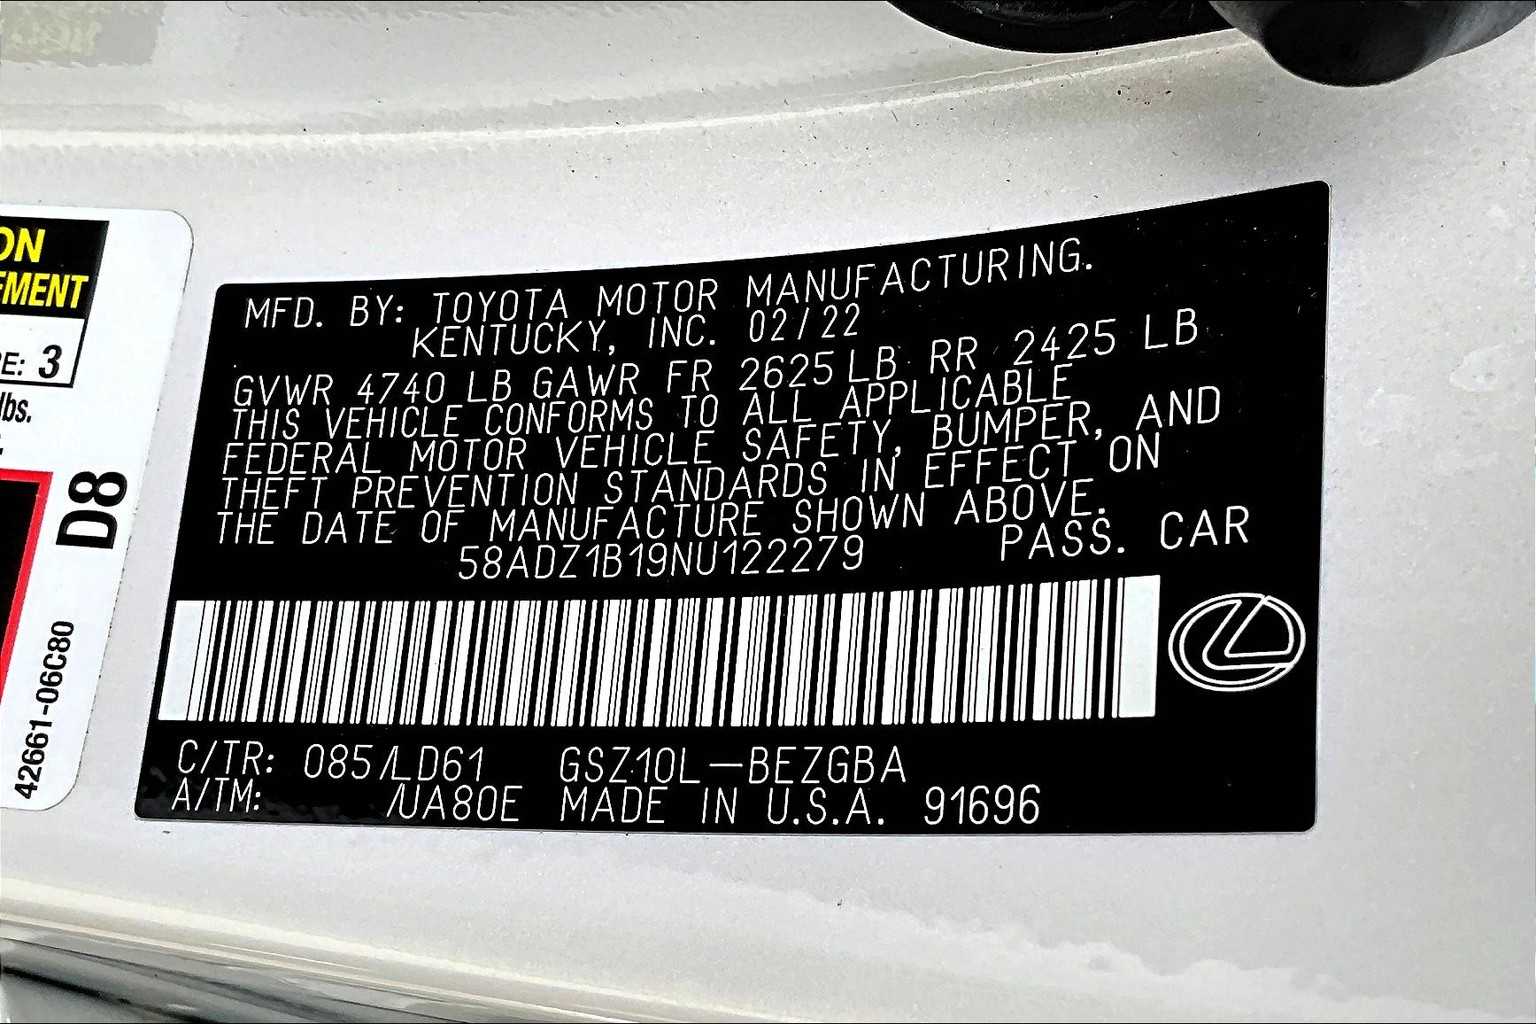 ON
EMENT
RE: 3
lbs.
D8
42661-06C80
MFD. BY: TOYOTA MOTOR MANUFACTURING.
KENTUCKY, INC. 02/22
GVWR 4740 LB GAWR FR 2625 LB RR 2425 LB
THIS VEHICLE CONFORMS TO ALL APPLICABLE
FEDERAL MOTOR VEHICLE SAFETY, BUMPER, AND
THEFT PREVENTION STANDARDS IN EFFECT ON
THE DATE OF MANUFACTURE SHOWN ABOVE.
58ADZ1B19NU122279 PASS. CAR
C/TR: 085/LD61 GSZ10L-BEZGBA
A/TM: /UA80E MADE IN U.S.A. 91696